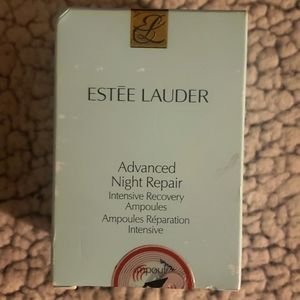 EL
ESTĒE LAUDER
Advanced
Night Repair
Intensive Recovery
Ampoules
Ampoules Réparation
Intensive